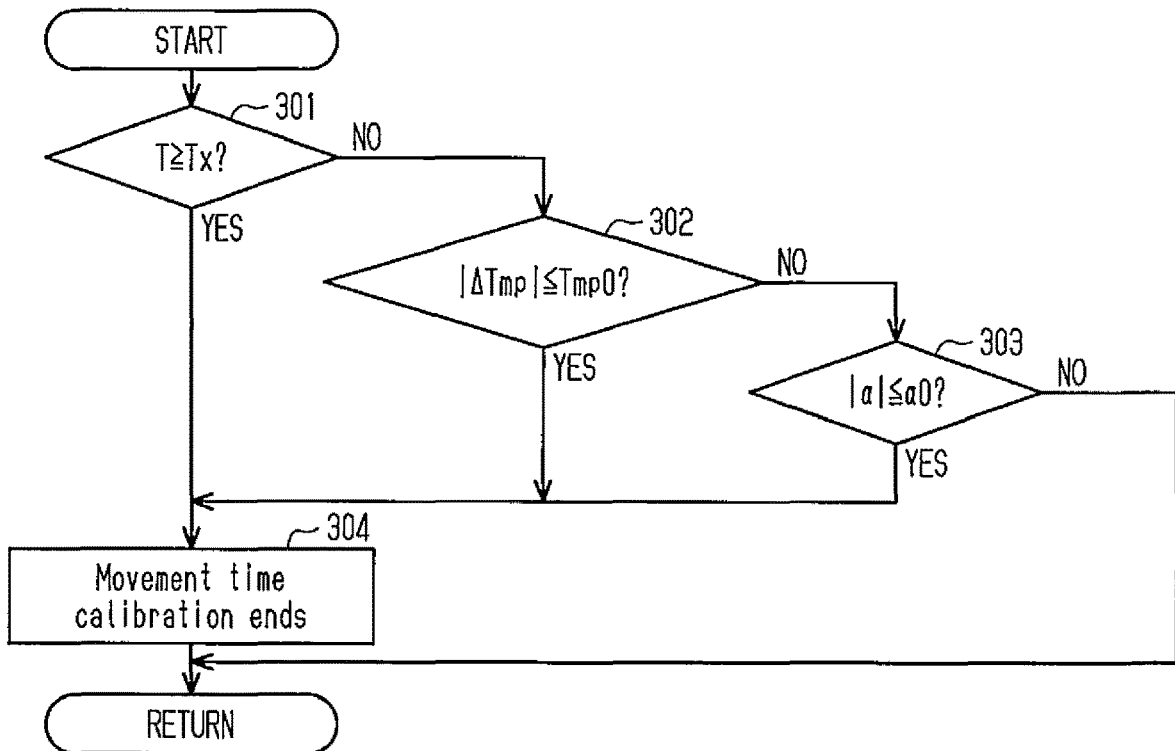 START
301
T≧Tx?
NO
YES
302
|ΔTmp|≦Tmp0?
NO
YES
303
|α|≦α0?
NO
YES
304
Movement time
calibration ends
RETURN